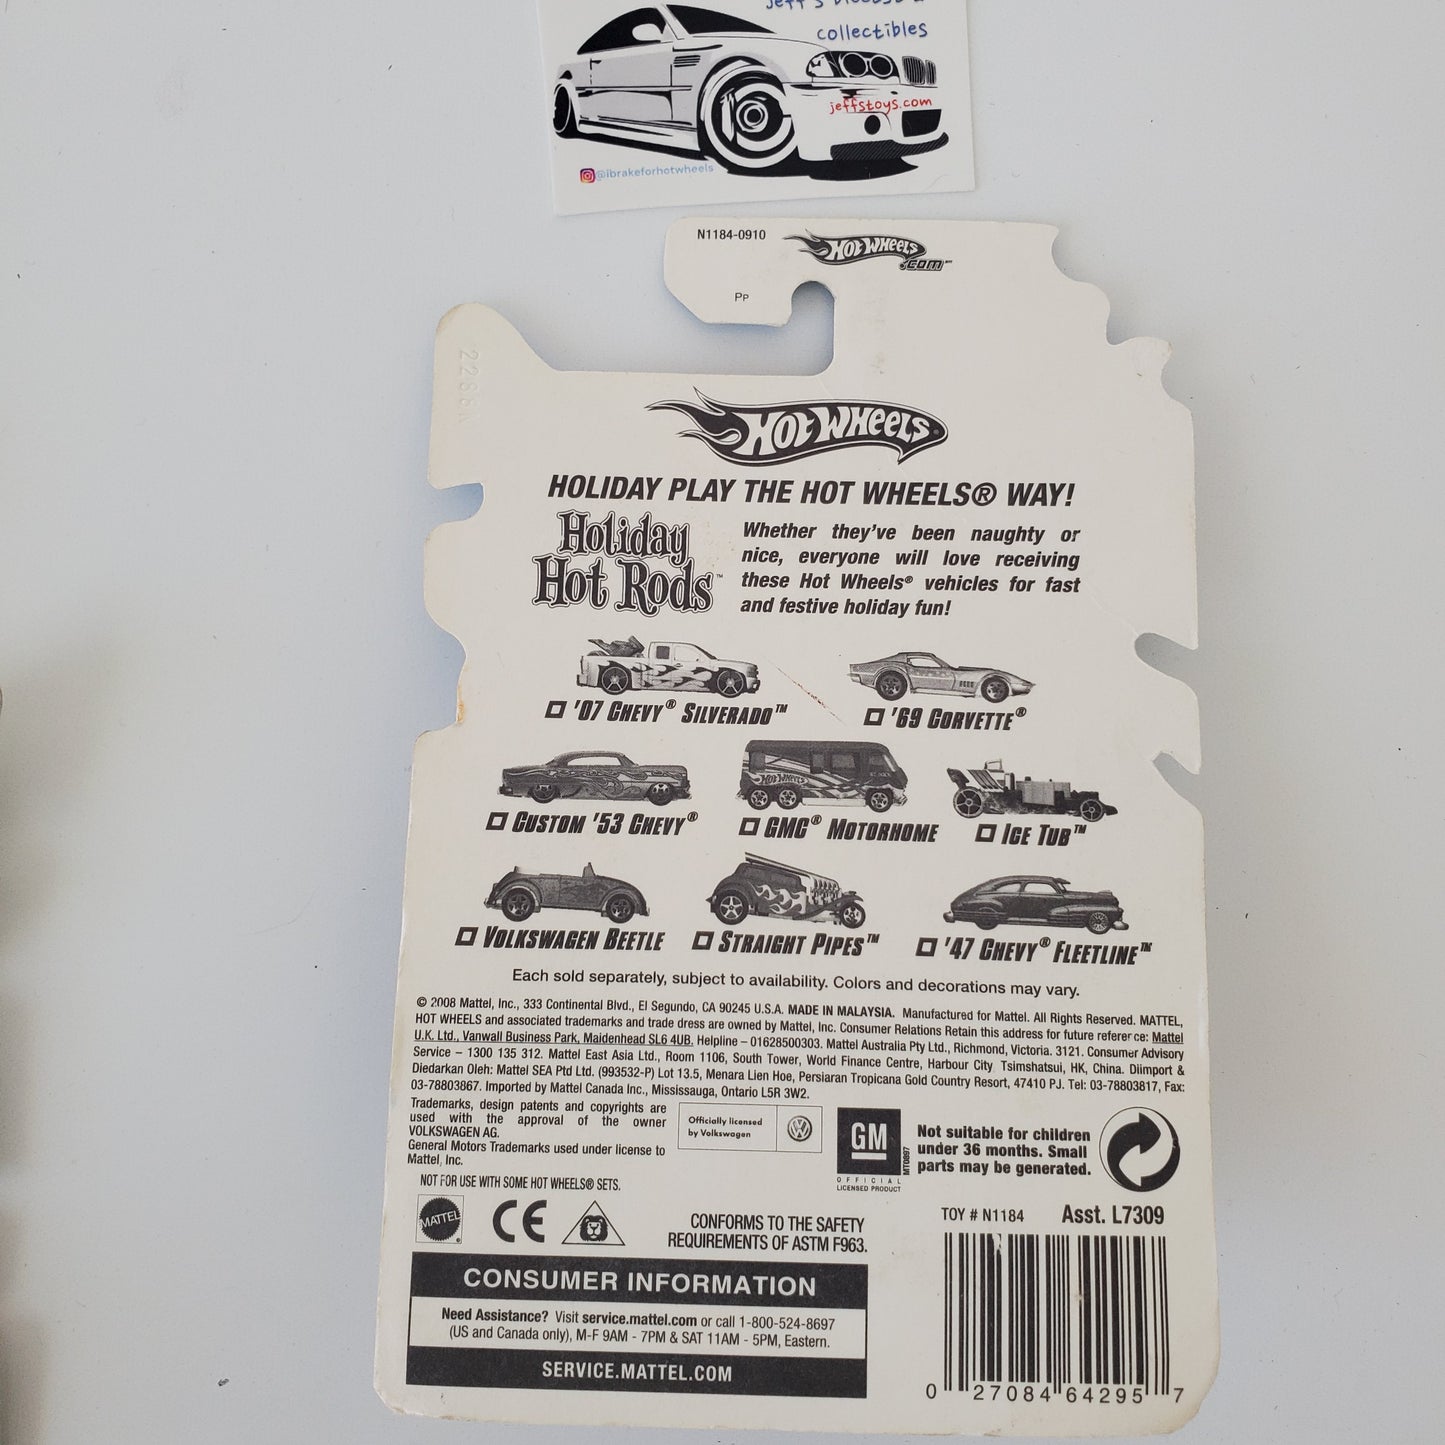 collectibles
jeffstoys.com
@ibrakeforhotwheels
N1184-0910
HOT WHEELS .com
PP
2286A
HOT WHEELS
HOLIDAY PLAY THE HOT WHEELS® WAY!
Holiday
Hot Rods™
Whether they've been naughty or
nice, everyone will love receiving
these Hot Wheels® vehicles for fast
and festive holiday fun!
'07 CHEVY® SILVERADO™
'69 CORVETTE®
HOT WHEELS
CUSTOM '53 CHEVY®
GMC® MOTORHOME
ICE TUB™
VOLKSWAGEN BEETLE
STRAIGHT PIPES™
'47 CHEVY® FLEETLINE™
Each sold separately, subject to availability. Colors and decorations may vary.
© 2008 Mattel, Inc., 333 Continental Blvd., El Segundo, CA 90245 U.S.A. MADE IN MALAYSIA. Manufactured for Mattel. All Rights Reserved. MATTEL,
HOT WHEELS and associated trademarks and trade dress are owned by Mattel, Inc. Consumer Relations Retain this address for future reference: Mattel
U.K. Ltd., Vanwall Business Park, Maidenhead SL6 4UB. Helpline – 01628500303. Mattel Australia Pty Ltd., Richmond, Victoria. 3121. Consumer Advisory
Service – 1300 135 312. Mattel East Asia Ltd., Room 1106, South Tower, World Finance Centre, Harbour City, Tsimshatsui, HK, China. Diimport &
Diedarkan Oleh: Mattel SEA Ptd Ltd. (993532-P) Lot 13.5, Menara Lien Hoe, Persiaran Tropicana Gold Country Resort, 47410 PJ. Tel: 03-78803817, Fax:
03-78803867. Imported by Mattel Canada Inc., Mississauga, Ontario L5R 3W2.
Trademarks, design patents and copyrights are
used with the approval of the owner
VOLKSWAGEN AG.
General Motors Trademarks used under license to
Mattel, Inc.
Officially licensed
by Volkswagen
GM
OFFICIAL
LICENSED PRODUCT
MT0897
Not suitable for children
under 36 months. Small
parts may be generated.
NOT FOR USE WITH SOME HOT WHEELS® SETS.
MATTEL
CE
CONFORMS TO THE SAFETY
REQUIREMENTS OF ASTM F963.
TOY # N1184 Asst. L7309
CONSUMER INFORMATION
Need Assistance? Visit service.mattel.com or call 1-800-524-8697
(US and Canada only), M-F 9AM - 7PM & SAT 11AM - 5PM, Eastern.
SERVICE.MATTEL.COM
0 27084 64295 7